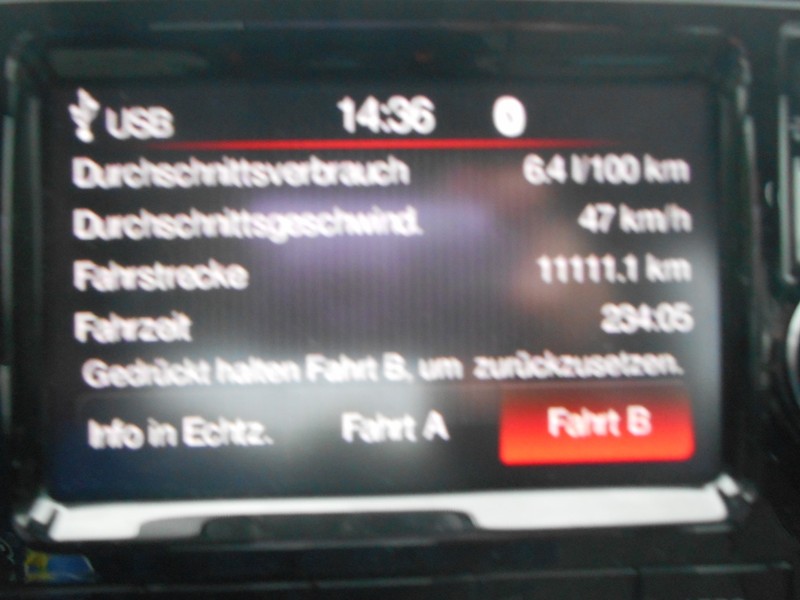 USB 14:36
Durchschnittsverbrauch 6.4 l/100 km
Durchschnittsgeschwind. 47 km/h
Fahrstrecke 11111.1 km
Fahrzeit 234:05
Gedrückt halten Fahrt B, um zurückzusetzen.
Info in Echtz. Fahrt A Fahrt B